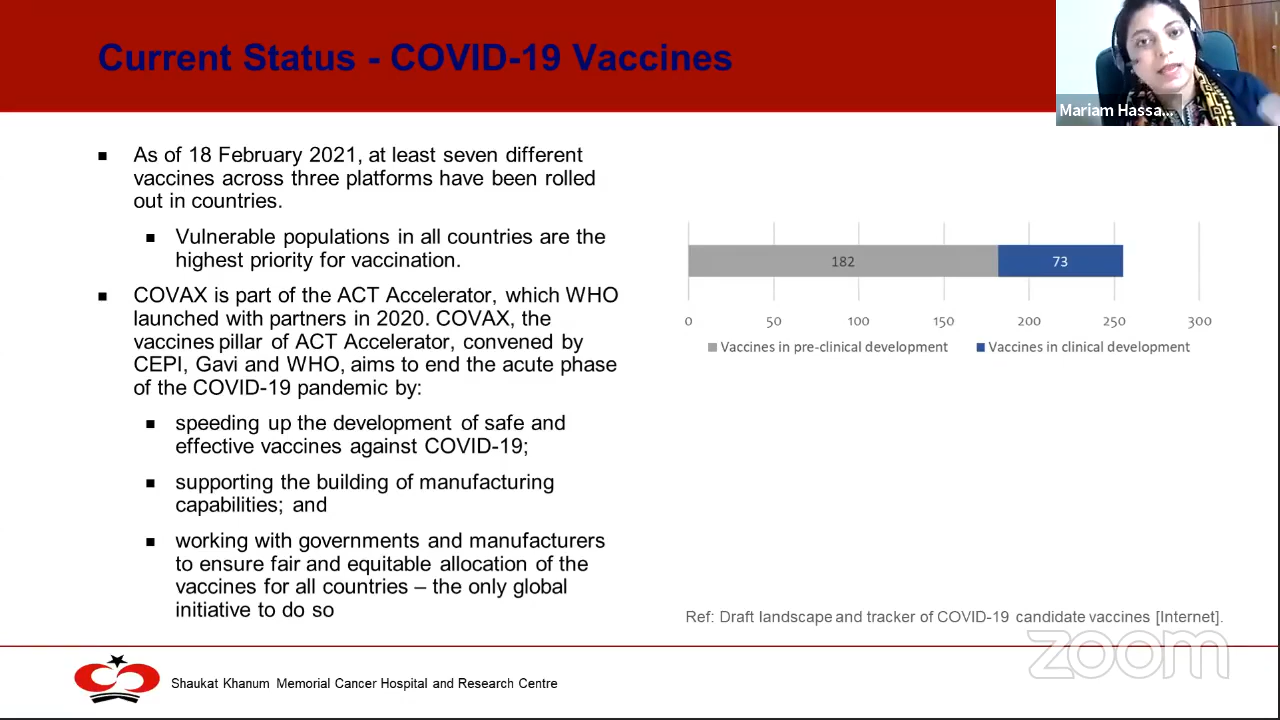 Current Status - COVID-19 Vaccines
Mariam Hassa...
As of 18 February 2021, at least seven different
vaccines across three platforms have been rolled
out in countries.
Vulnerable populations in all countries are the
highest priority for vaccination.
COVAX is part of the ACT Accelerator, which WHO
launched with partners in 2020. COVAX, the
vaccines pillar of ACT Accelerator, convened by
CEPI, Gavi and WHO, aims to end the acute phase
of the COVID-19 pandemic by:
speeding up the development of safe and
effective vaccines against COVID-19;
supporting the building of manufacturing
capabilities; and
working with governments and manufacturers
to ensure fair and equitable allocation of the
vaccines for all countries – the only global
initiative to do so
182 73
0 50 100 150 200 250 300
Vaccines in pre-clinical development Vaccines in clinical development
Ref: Draft landscape and tracker of COVID-19 candidate vaccines [Internet].
zoom
Shaukat Khanum Memorial Cancer Hospital and Research Centre